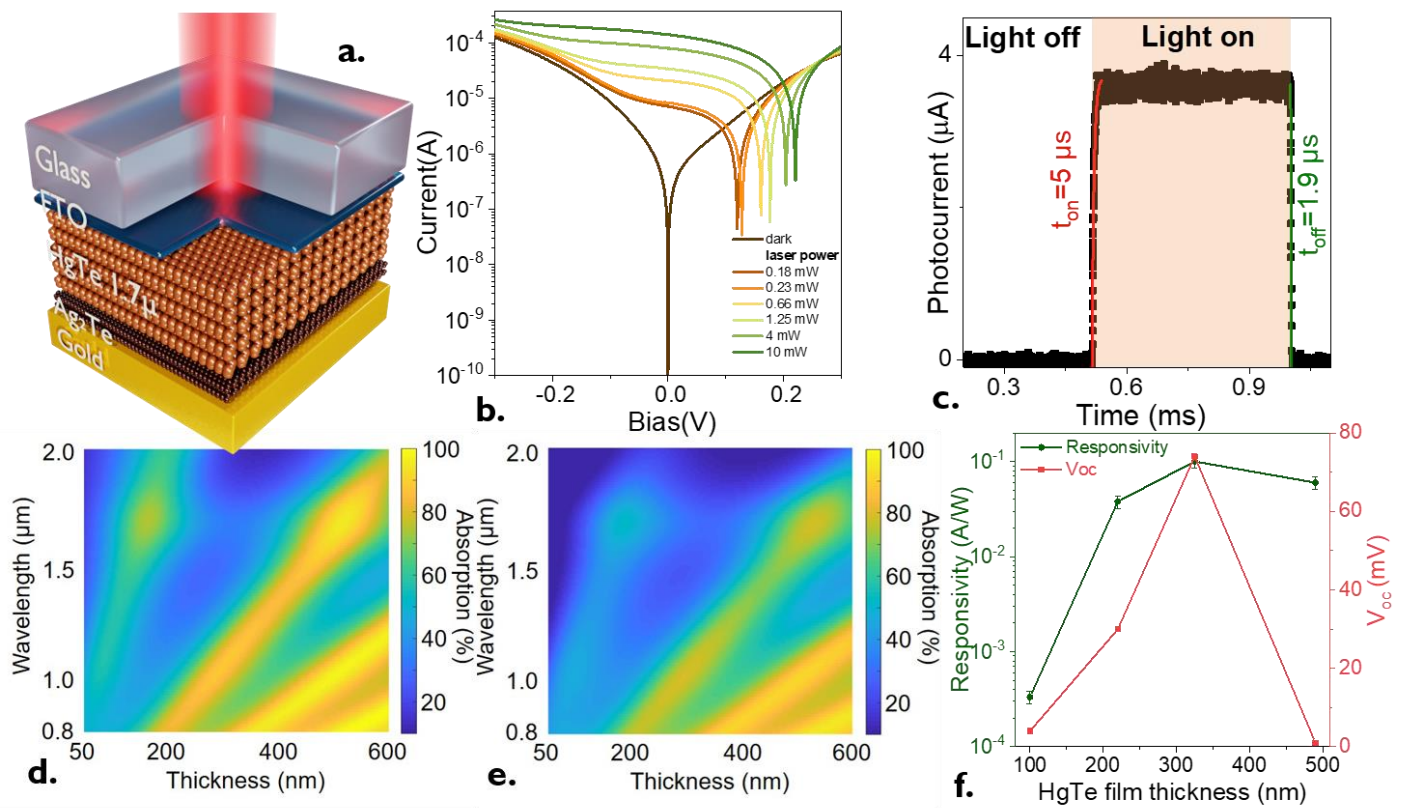 a.
Glass
FTO
HgTe 1.7µ
Ag₂Te
Gold
10⁻⁴
10⁻⁵
10⁻⁶
10⁻⁷
10⁻⁸
10⁻⁹
10⁻¹⁰
Current(A)
dark
laser power
0.18 mW
0.23 mW
0.66 mW
1.25 mW
4 mW
10 mW
-0.2
0.0
0.2
Bias(V)
b.
Light off
Light on
4
0
Photocurrent (µA)
tₒₙ=5 µs
t_off=1.9 µs
0.3
0.6
0.9
Time (ms)
c.
2.0
1.5
1.0
0.8
Wavelength (µm)
50
200
400
600
Thickness (nm)
100
80
60
40
20
Absorption (%)
d.
2.0
1.5
1.0
0.8
Wavelength (µm)
50
200
400
600
Thickness (nm)
100
80
60
40
20
Absorption (%)
e.
Responsivity
Voc
10⁻¹
10⁻²
10⁻³
10⁻⁴
Responsivity (A/W)
80
60
40
20
0
V_oc (mV)
100
200
300
400
500
HgTe film thickness (nm)
f.